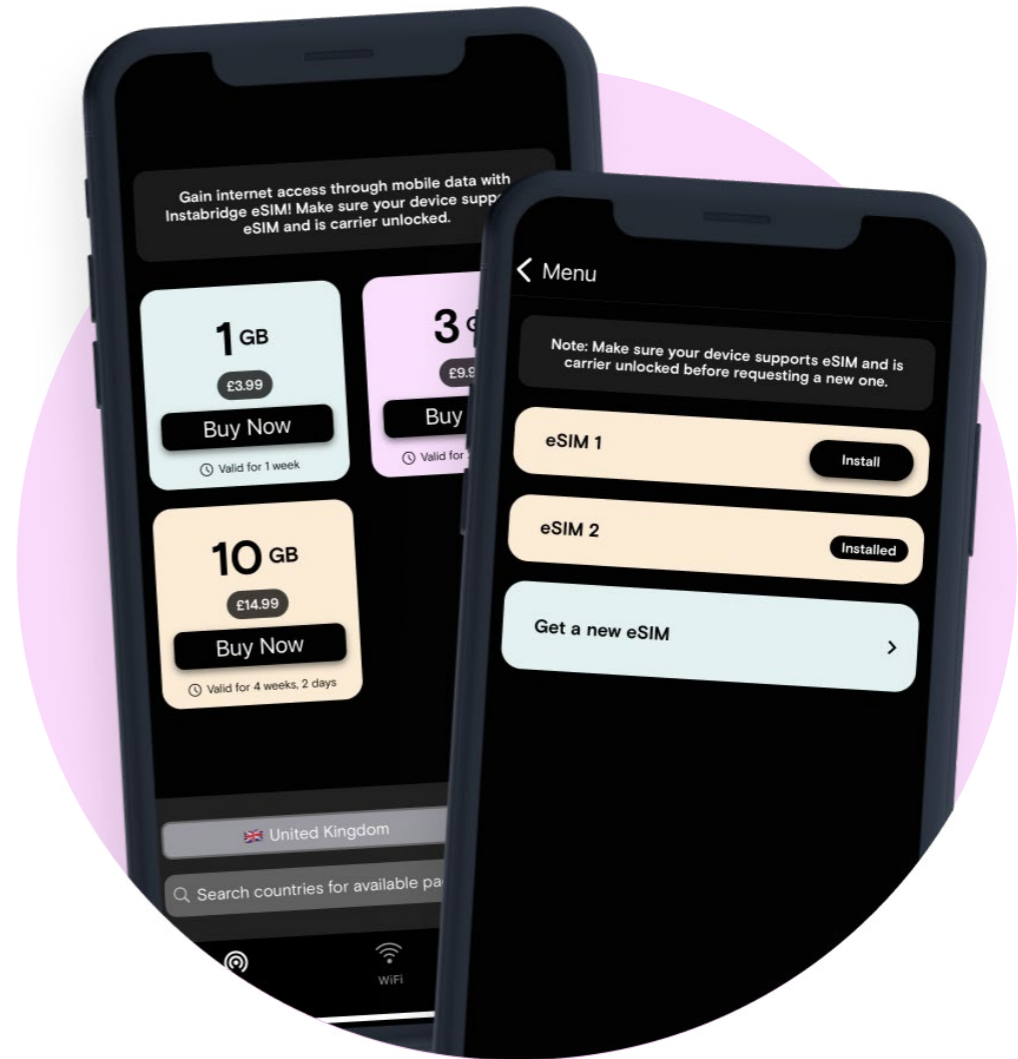 Gain internet access through mobile data with
Instabridge eSIM! Make sure your device
eSIM and is carrier unlocked.
1 GB
£3.99
Buy Now
Valid for 1 week
3
Buy
Valid for
10 GB
£14.99
Buy Now
Valid for 4 weeks, 2 days
🇬🇧 United Kingdom
Search countries for available
WiFi
Menu
Note: Make sure your device supports eSIM and is
carrier unlocked before requesting a new one.
eSIM 1
Install
eSIM 2
Installed
Get a new eSIM